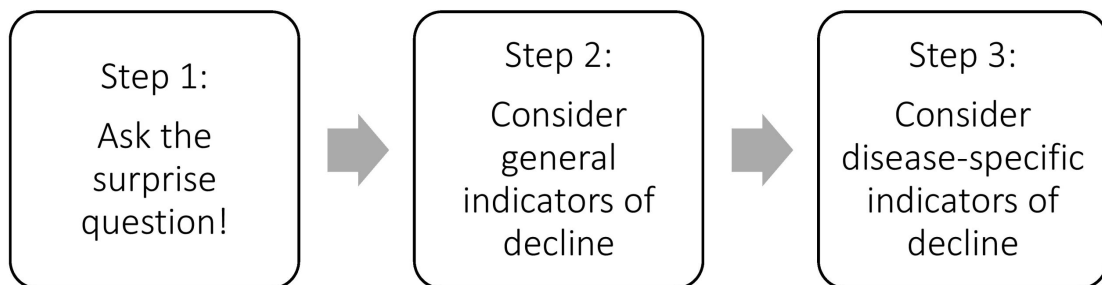 Step 1:
Ask the
surprise
question!
Step 2:
Consider
general
indicators of
decline
Step 3:
Consider
disease-specific
indicators of
decline